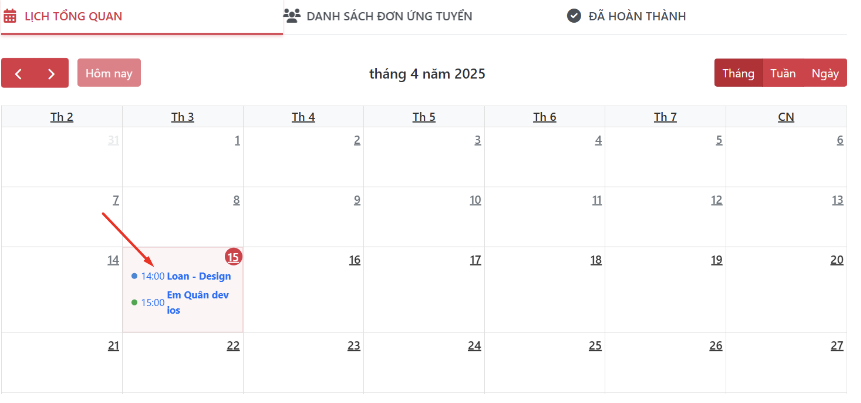 LỊCH TỔNG QUAN
DANH SÁCH ĐƠN ỨNG TUYỂN
ĐÃ HOÀN THÀNH
Hôm nay
tháng 4 năm 2025
Tháng Tuần Ngày
Th 2 Th 3 Th 4 Th 5 Th 6 Th 7 CN
31 1 2 3 4 5 6
7 8 9 10 11 12 13
14 15 16 17 18 19 20
14:00 Loan - Design
15:00 Em Quân dev
ios
21 22 23 24 25 26 27